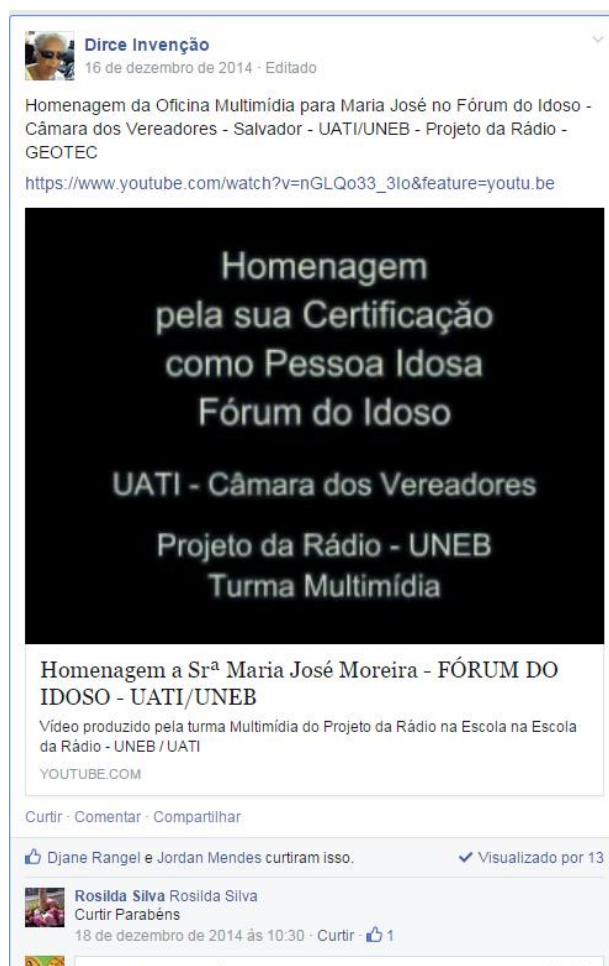 Dirce Invenção
16 de dezembro de 2014 · Editado
Homenagem da Oficina Multimídia para Maria José no Fórum do Idoso -
Câmara dos Vereadores - Salvador - UATI/UNEB - Projeto da Rádio -
GEOTEC
https://www.youtube.com/watch?v=nGLQo33_3Io&feature=youtu.be
Homenagem
pela sua Certificação
como Pessoa Idosa
Fórum do Idoso
UATI - Câmara dos Vereadores
Projeto da Rádio - UNEB
Turma Multimídia
Homenagem a Srª Maria José Moreira - FÓRUM DO
IDOSO - UATI/UNEB
Vídeo produzido pela turma Multimídia do Projeto da Rádio na Escola na Escola
da Rádio - UNEB / UATI
YOUTUBE.COM
Curtir · Comentar · Compartilhar
Djane Rangel e Jordan Mendes curtiram isso. Visualizado por 13
Rosilda Silva Rosilda Silva
Curtir Parabéns
18 de dezembro de 2014 às 10:30 · Curtir · 1